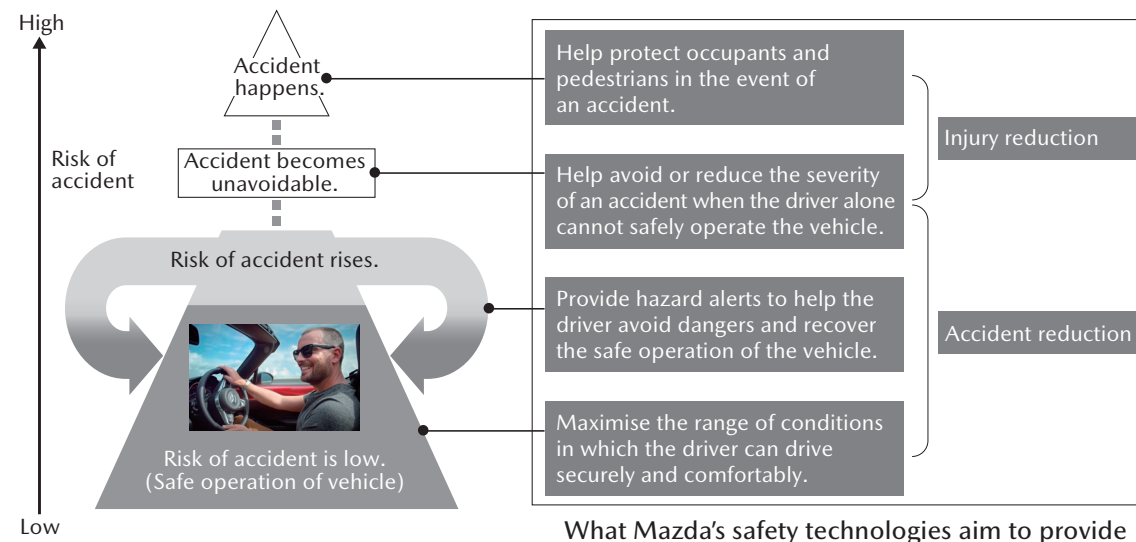 High
Accident
happens.
Risk of
accident
Accident becomes
unavoidable.
Risk of accident rises.
Risk of accident is low.
(Safe operation of vehicle)
Low
Help protect occupants and
pedestrians in the event of
an accident.
Help avoid or reduce the severity
of an accident when the driver alone
cannot safely operate the vehicle.
Provide hazard alerts to help the
driver avoid dangers and recover
the safe operation of the vehicle.
Maximise the range of conditions
in which the driver can drive
securely and comfortably.
Injury reduction
Accident reduction
What Mazda’s safety technologies aim to provide